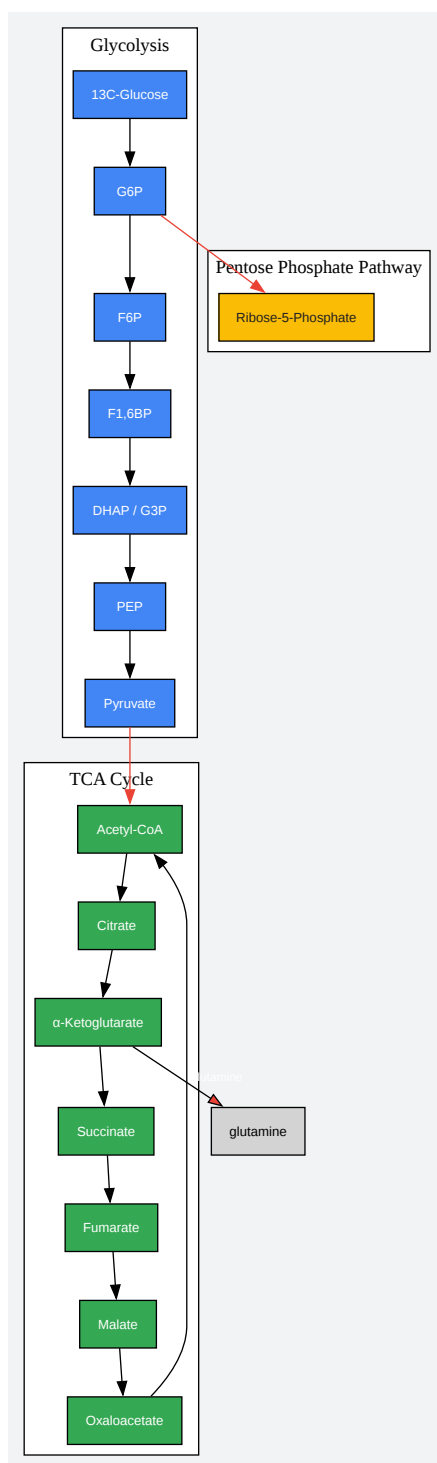 Glycolysis
13C-Glucose
G6P
Pentose Phosphate Pathway
F6P
Ribose-5-Phosphate
F1,6BP
DHAP / G3P
PEP
Pyruvate
TCA Cycle
Acetyl-CoA
Citrate
α-Ketoglutarate
Succinate
glutamine
Fumarate
Malate
Oxaloacetate